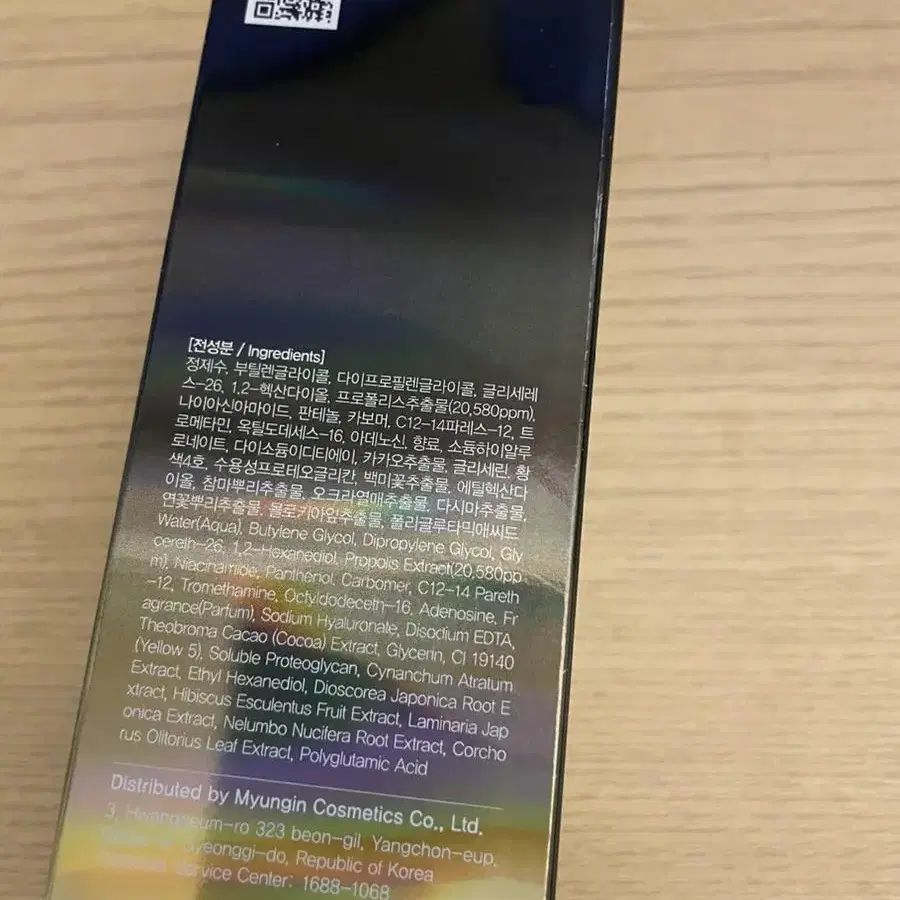 [전성분 / Ingredients]
정제수, 부틸렌글라이콜, 다이프로필렌글라이콜, 글리세레
스-26, 1,2-헥산다이올, 프로폴리스추출물(20,580ppm),
나이아신아마이드, 판테놀, 카보머, C12-14파레스-12, 트
로메타민, 옥틸도데세스-16, 아데노신, 향료, 소듐하이알루
로네이트, 다이소듐이디티에이, 카카오추출물, 글리세린, 황
색4호, 수용성프로테오글리칸, 백미꽃추출물, 에틸헥산다
이올, 참마뿌리추출물, 오크라열매추출물, 다시마추출물,
연꽃뿌리추출물, 몰로키아잎추출물, 폴리글루타믹애씨드
Water(Aqua), Butylene Glycol, Dipropylene Glycol, Gly
cereth-26, 1,2-Hexanediol, Propolis Extract(20,580pp
m), Niacinamide, Panthenol, Carbomer, C12-14 Pareth
-12, Tromethamine, Octyldodeceth-16, Adenosine, Fr
agrance(Parfum), Sodium Hyaluronate, Disodium EDTA,
Theobroma Cacao (Cocoa) Extract, Glycerin, CI 19140
(Yellow 5), Soluble Proteoglycan, Cynanchum Atratum
Extract, Ethyl Hexanediol, Dioscorea Japonica Root E
xtract, Hibiscus Esculentus Fruit Extract, Laminaria Jap
onica Extract, Nelumbo Nucifera Root Extract, Corcho
rus Olitorius Leaf Extract, Polyglutamic Acid
Distributed by Myungin Cosmetics Co., Ltd.
3, Hwanggeum-ro 323 beon-gil, Yangchon-eup,
Gyeonggi-do, Republic of Korea
Service Center: 1688-1068